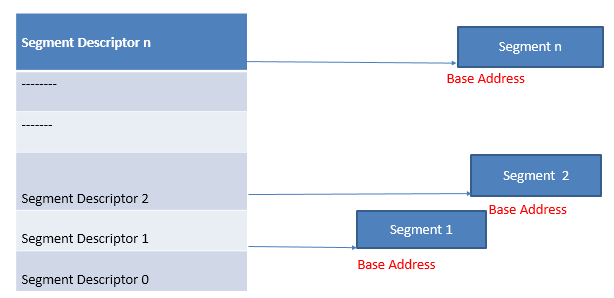 Segment Descriptor n
Segment n
Base Address
--------
-------
Segment 2
Segment Descriptor 2
Base Address
Segment 1
Segment Descriptor 1
Base Address
Segment Descriptor 0